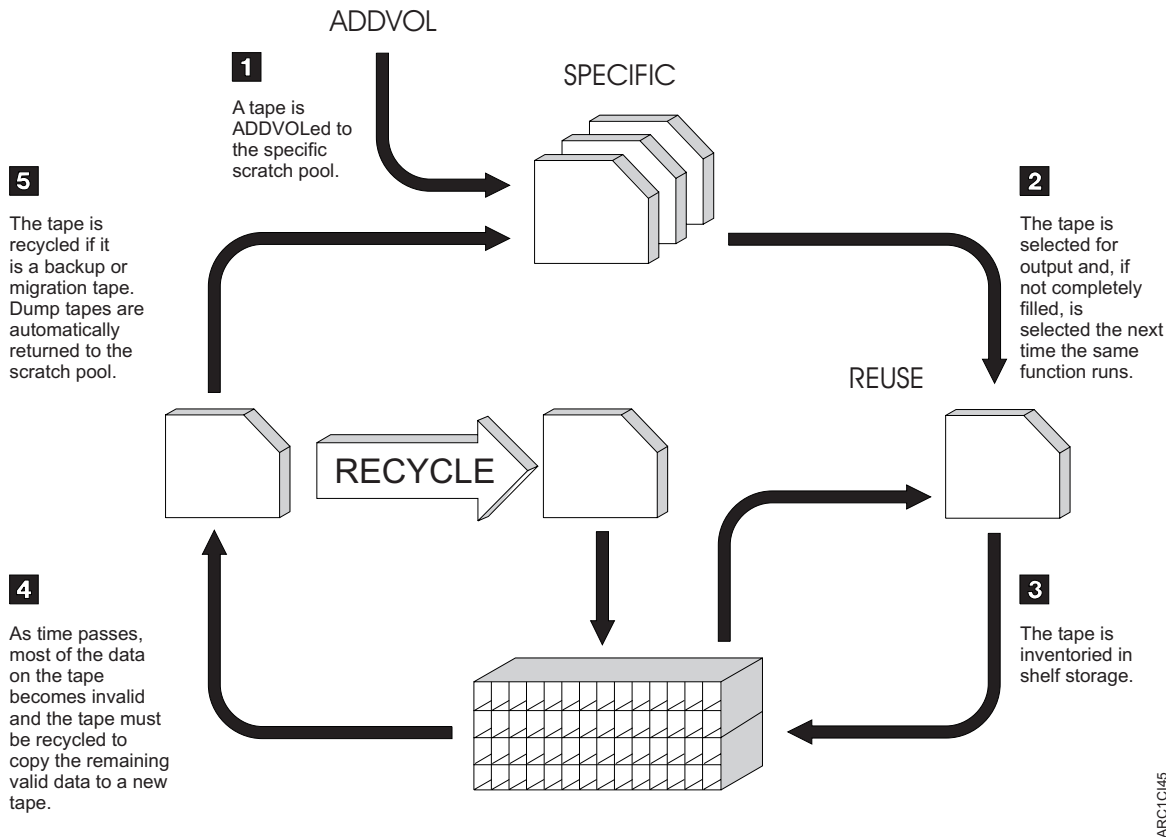 ADDVOL
1
A tape is
ADDVOLed to
the specific
scratch pool.
SPECIFIC
5
The tape is
recycled if it
is a backup or
migration tape.
Dump tapes are
automatically
returned to the
scratch pool.
2
The tape is
selected for
output and, if
not completely
filled, is
selected the next
time the same
function runs.
REUSE
RECYCLE
4
As time passes,
most of the data
on the tape
becomes invalid
and the tape must
be recycled to
copy the remaining
valid data to a new
tape.
3
The tape is
inventoried in
shelf storage.
ARC1CI45